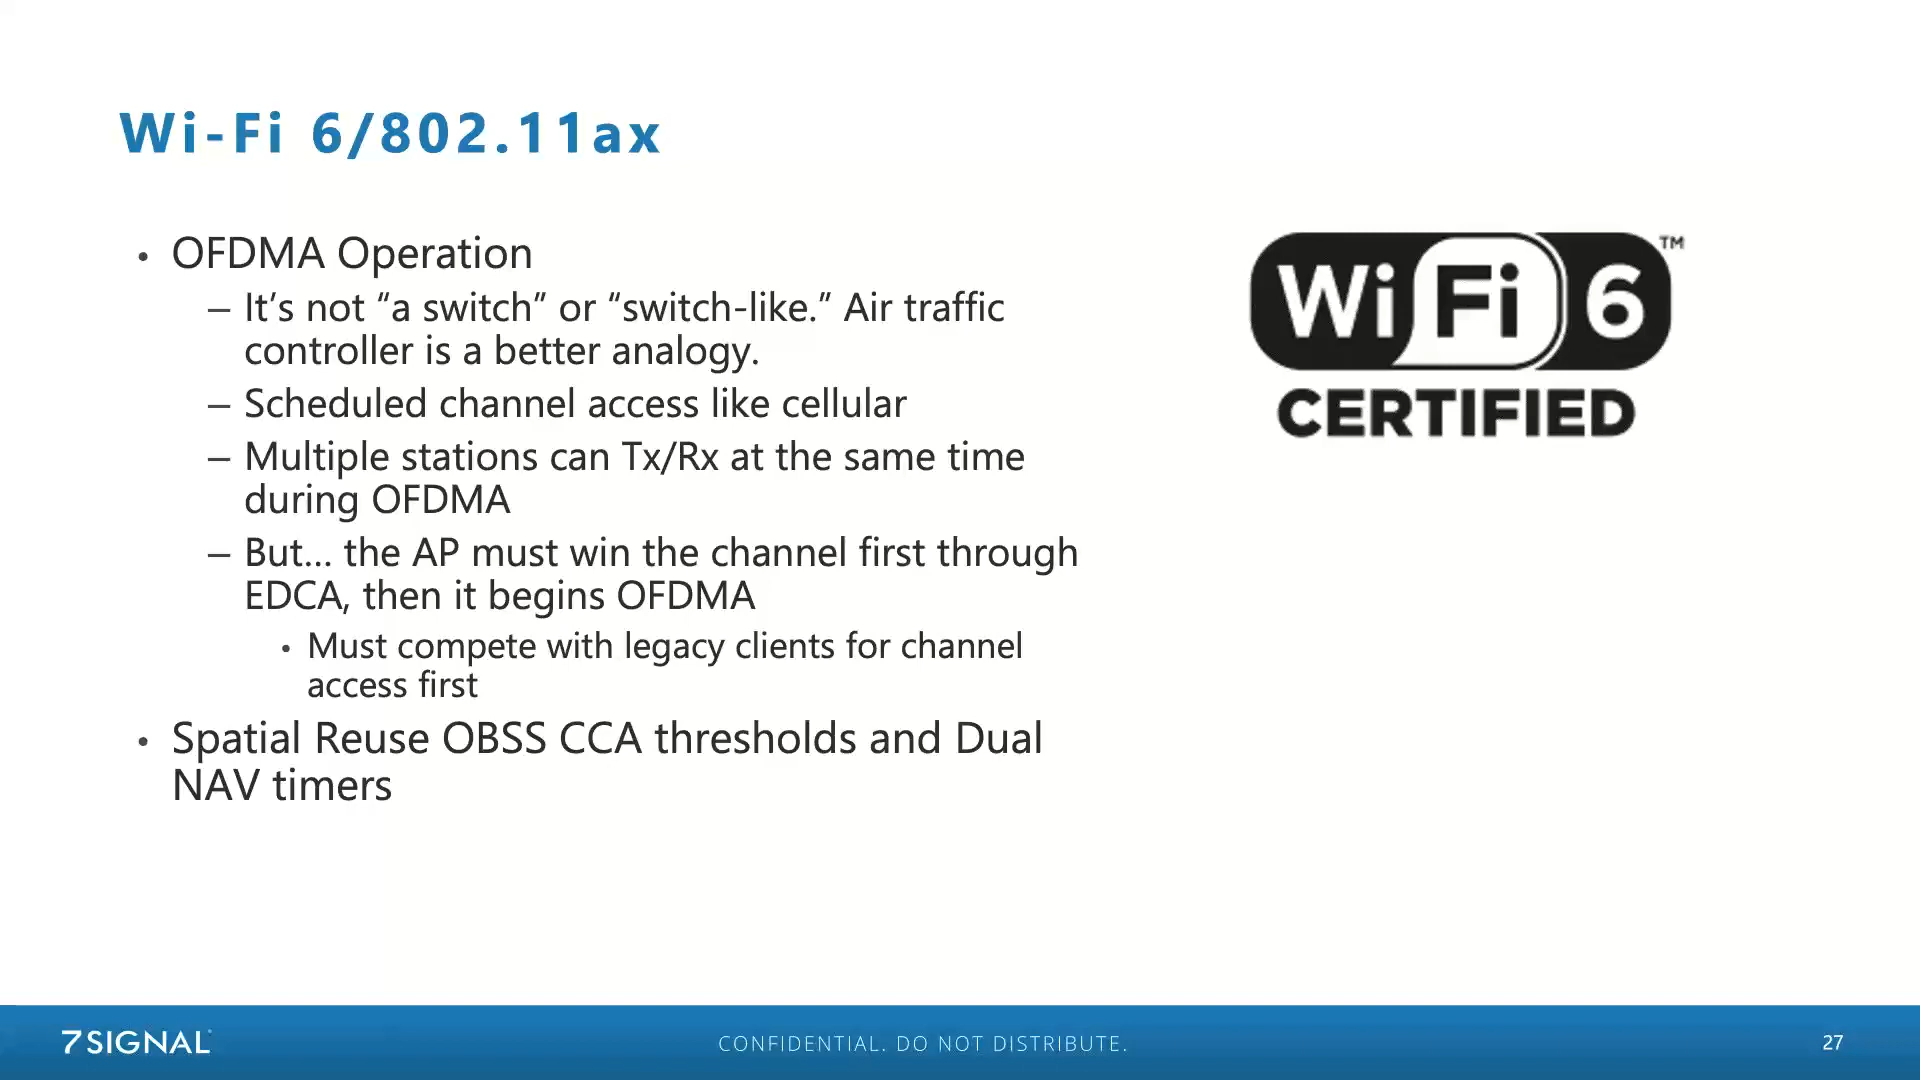 Wi-Fi 6/802.11ax
• OFDMA Operation
– It’s not “a switch” or “switch-like.” Air traffic
controller is a better analogy.
– Scheduled channel access like cellular
– Multiple stations can Tx/Rx at the same time
during OFDMA
– But... the AP must win the channel first through
EDCA, then it begins OFDMA
• Must compete with legacy clients for channel
access first
• Spatial Reuse OBSS CCA thresholds and Dual
NAV timers
Wi Fi 6 ™
CERTIFIED
7SIGNAL
CONFIDENTIAL. DO NOT DISTRIBUTE.
27